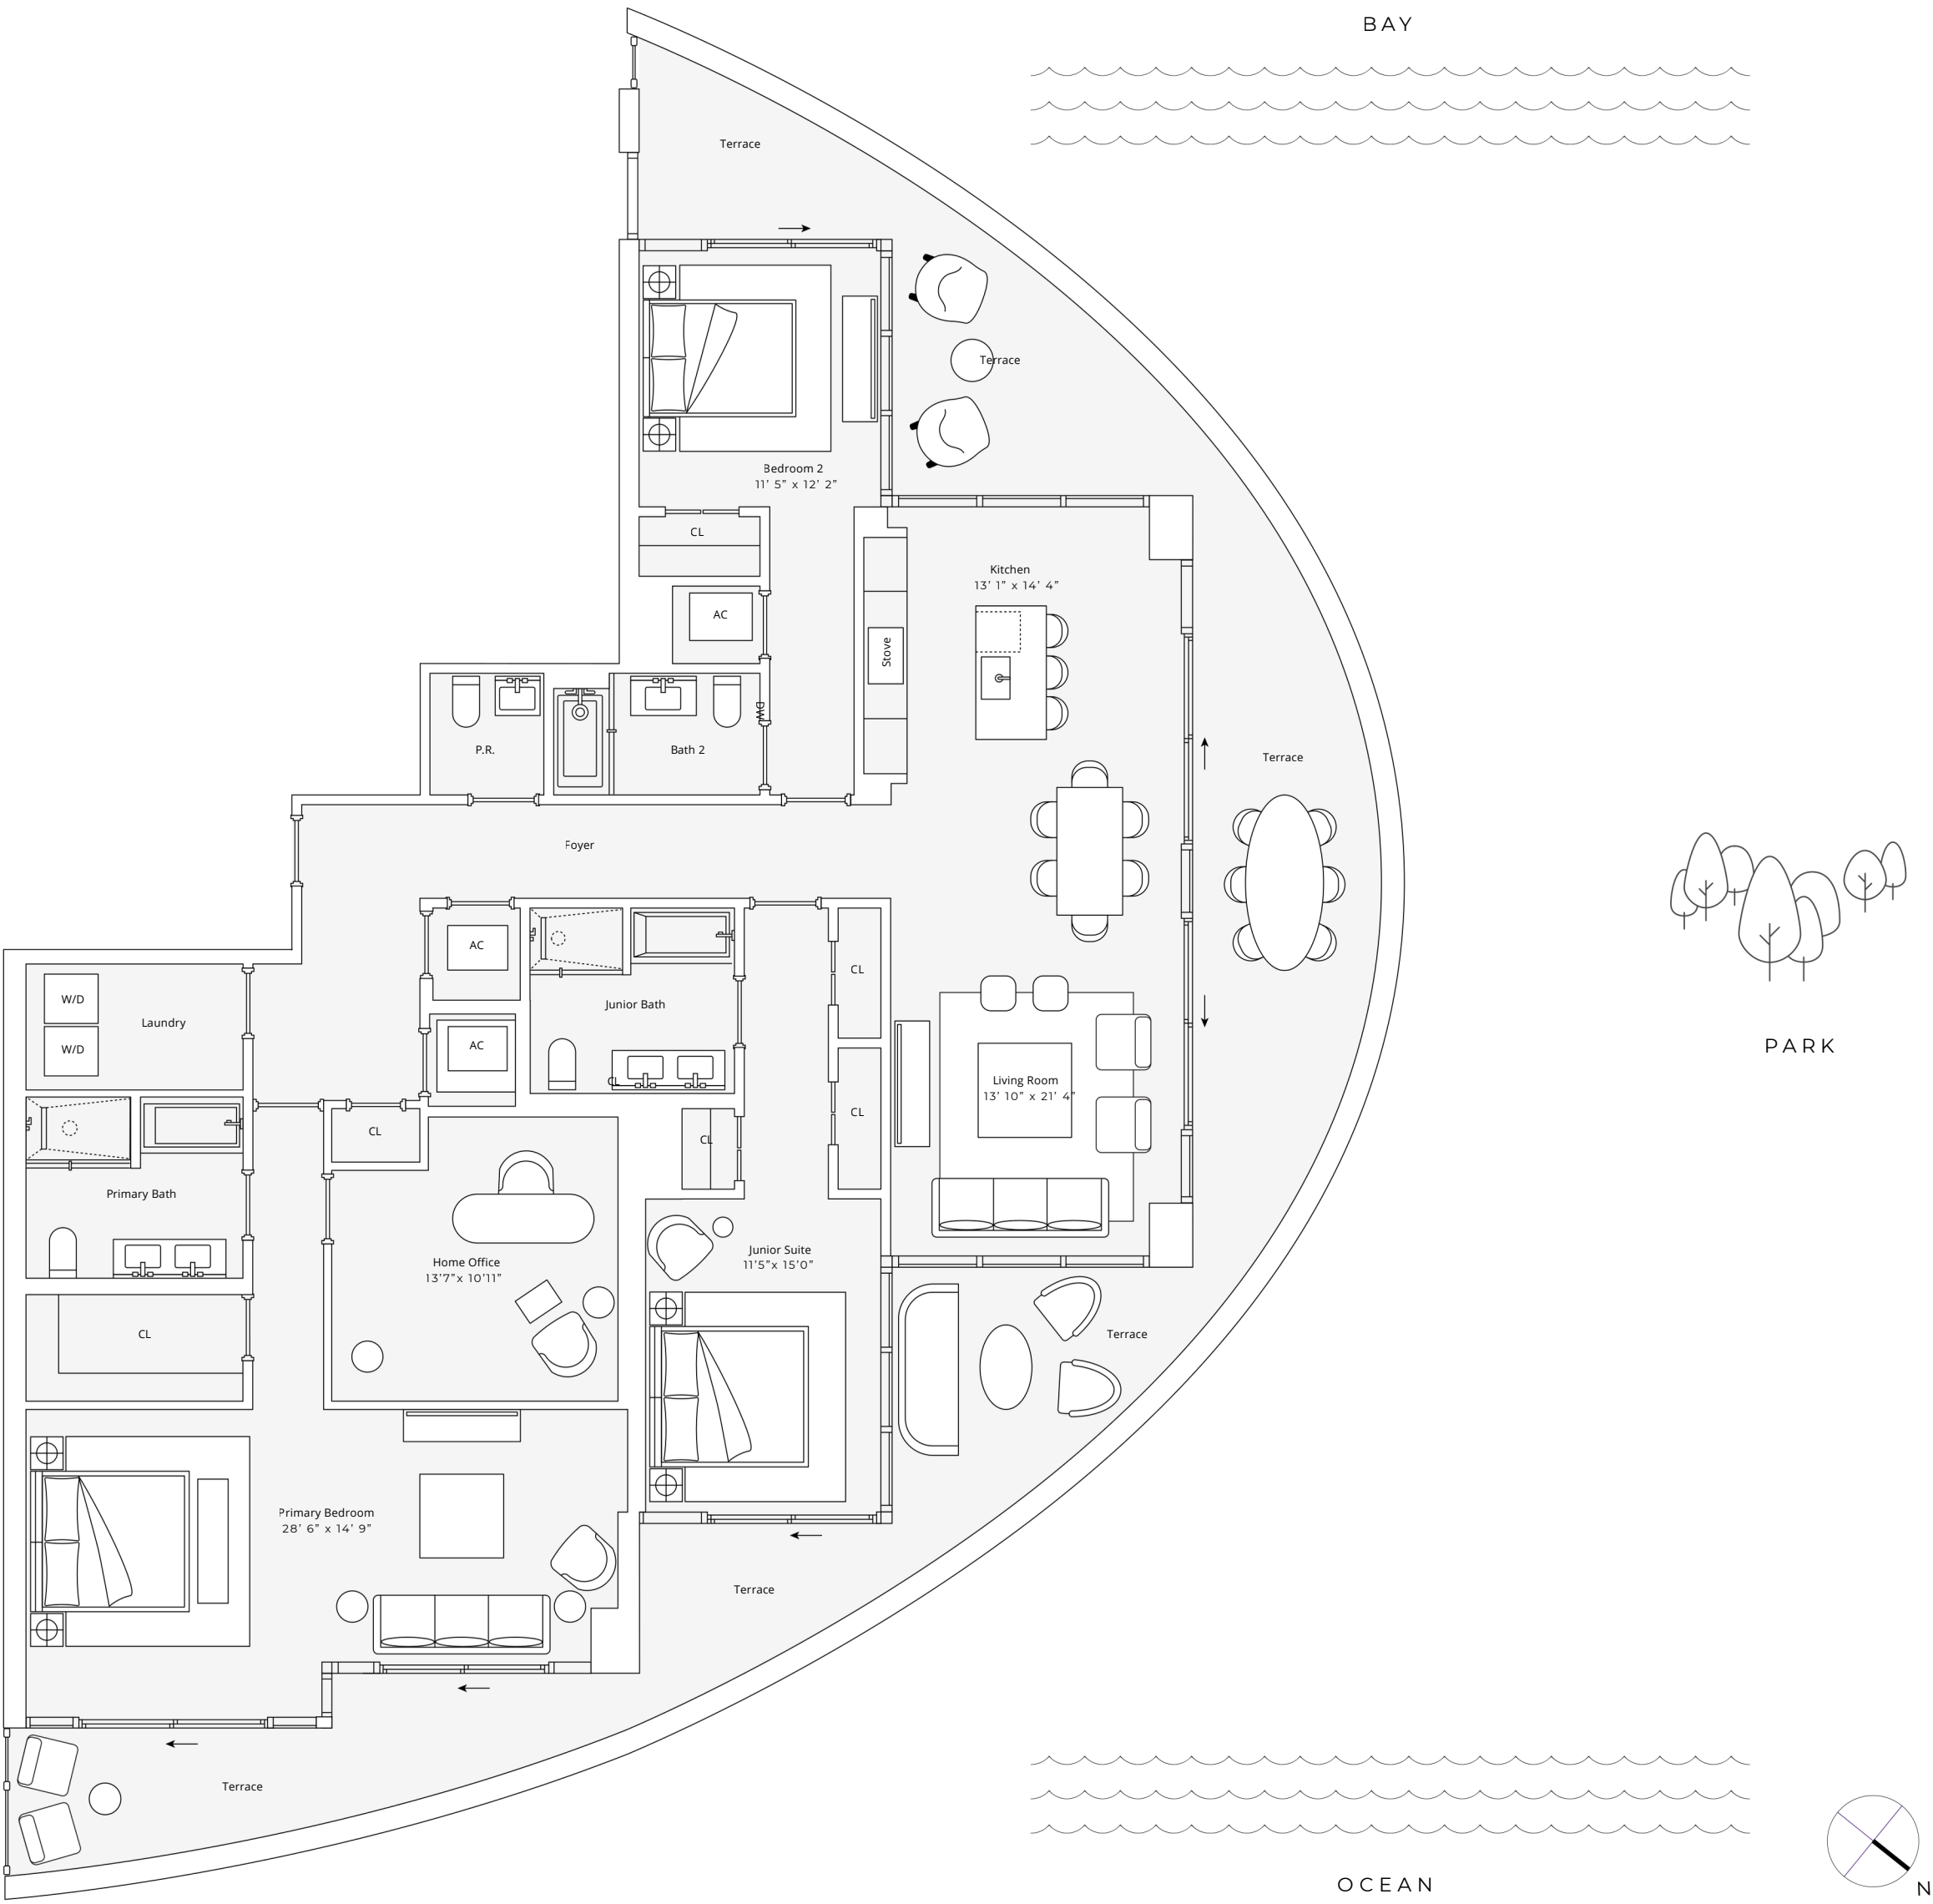 BAY
Terrace
Terrace
Bedroom 2
11' 5” x 12' 2”
CL
Kitchen
13' 1” x 14' 4”
AC
Stove
DW
P.R.
Bath 2
Terrace
Foyer
AC
CL
W/D
Laundry
Junior Bath
W/D
AC
PARK
CL
Living Room
13' 10” x 21' 4”
CL
CL
CL
Primary Bath
Home Office
13'7”x 10'11”
Junior Suite
11'5”x 15'0”
CL
Terrace
Primary Bedroom
28' 6” x 14' 9”
Terrace
Terrace
OCEAN
N